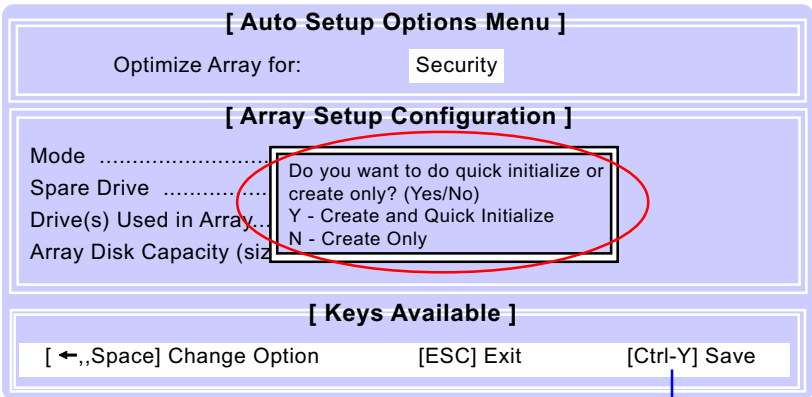 [ Auto Setup Options Menu ]
Optimize Array for: Security
[ Array Setup Configuration ]
Mode ..........................
Spare Drive ................
Drive(s) Used in Array...
Array Disk Capacity (siz
Do you want to do quick initialize or
create only? (Yes/No)
Y - Create and Quick Initialize
N - Create Only
[ Keys Available ]
[ ←,,Space] Change Option [ESC] Exit [Ctrl-Y] Save